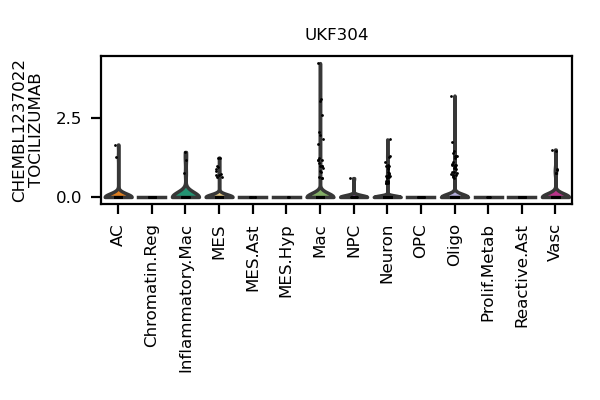 UKF304
CHEMBL1237022
TOCILIZUMAB
2.5
0.0
AC
Chromatin.Reg
Inflammatory.Mac
MES
MES.Ast
MES.Hyp
Mac
NPC
Neuron
OPC
Oligo
Prolif.Metab
Reactive.Ast
Vasc